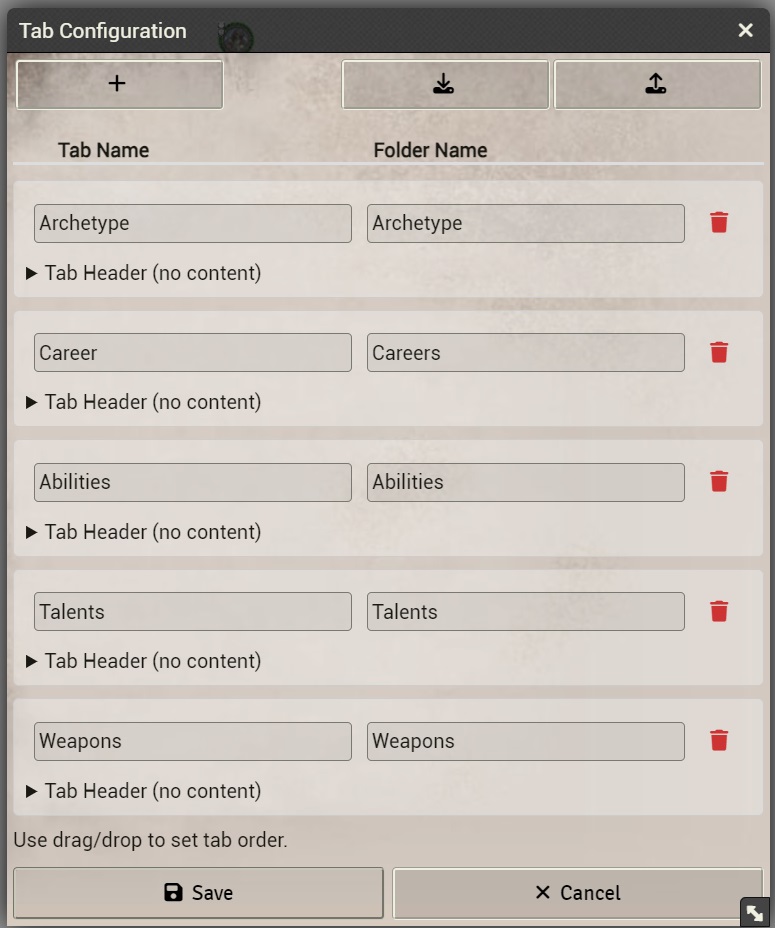 Tab Configuration
Tab Name Folder Name
Archetype Archetype
Tab Header (no content)
Career Careers
Tab Header (no content)
Abilities Abilities
Tab Header (no content)
Talents Talents
Tab Header (no content)
Weapons Weapons
Tab Header (no content)
Use drag/drop to set tab order.
Save Cancel